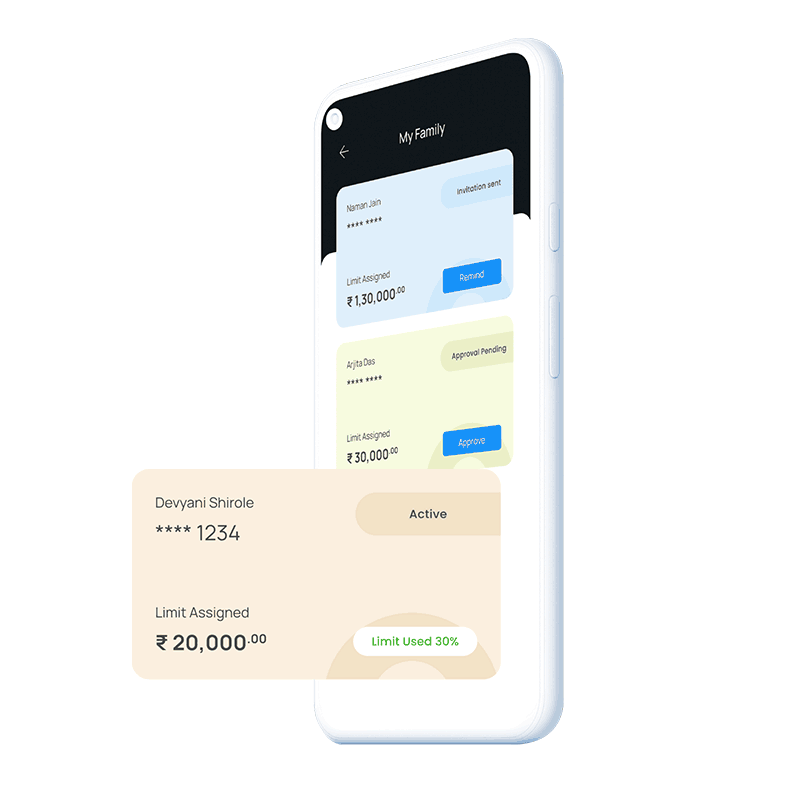 My Family
Naman Jain
Invitation sent
**** ****
Limit Assigned
₹ 1,30,000.00
Remind
Arjita Das
Approval Pending
**** ****
Limit Assigned
₹ 30,000.00
Approve
Devyani Shirole
Active
**** 1234
Limit Assigned
₹ 20,000.00
Limit Used 30%